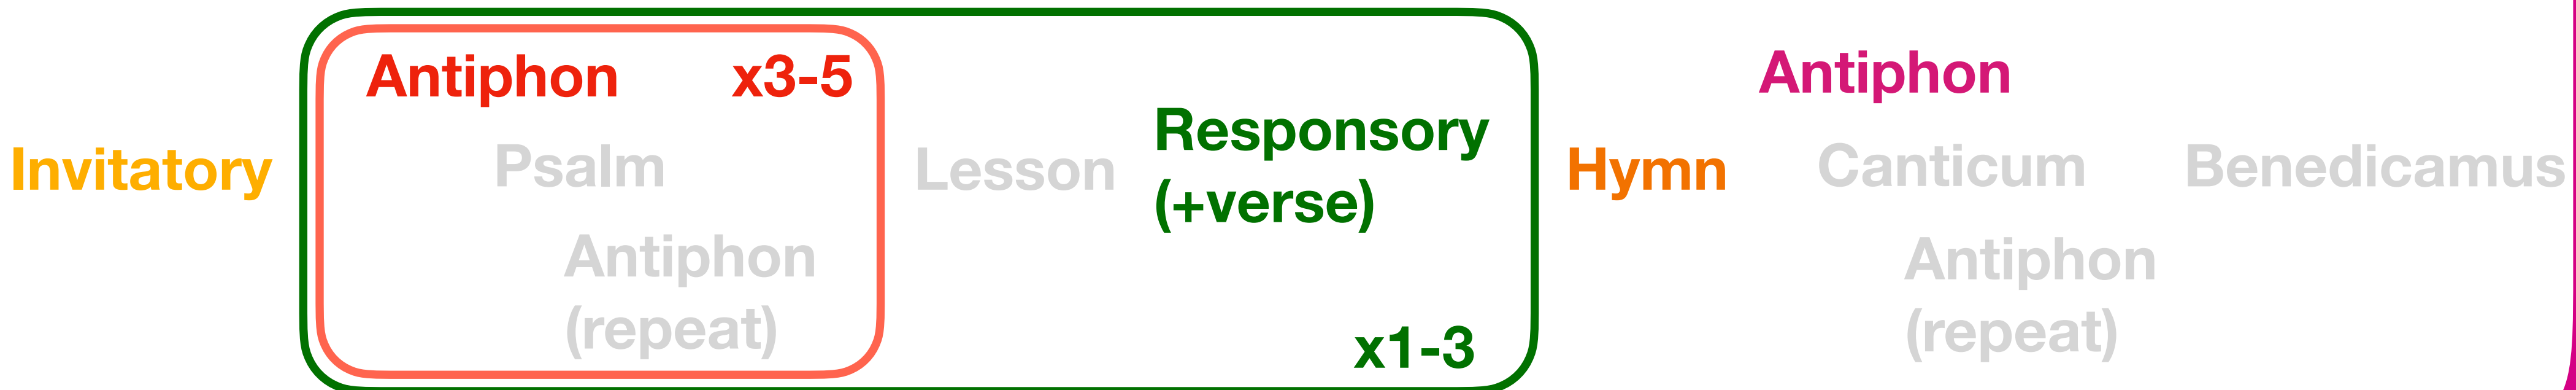 Invitatory
Antiphon x3-5
Psalm
Antiphon
(repeat)
Lesson
Responsory
(+verse)
x1-3
Hymn
Antiphon
Canticum
Antiphon
(repeat)
Benedicamus